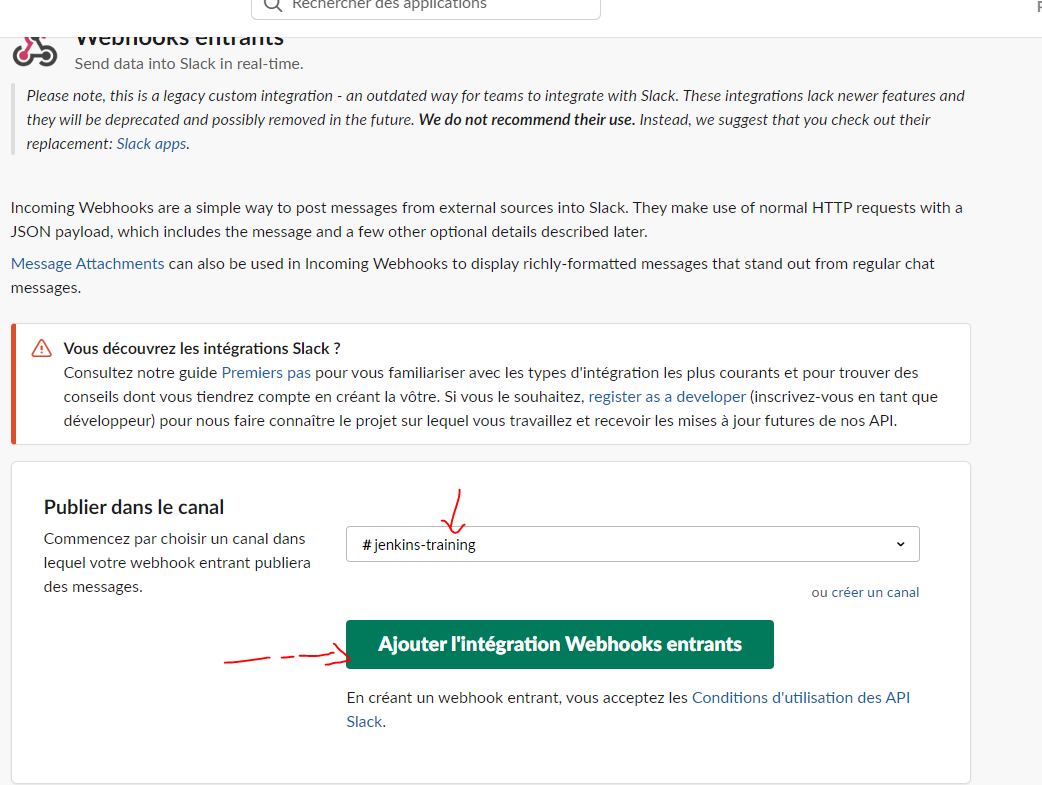 Rechercher des applications
Webhooks entrants
Send data into Slack in real-time.
Please note, this is a legacy custom integration - an outdated way for teams to integrate with Slack. These integrations lack newer features and
they will be deprecated and possibly removed in the future. We do not recommend their use. Instead, we suggest that you check out their
replacement: Slack apps.
Incoming Webhooks are a simple way to post messages from external sources into Slack. They make use of normal HTTP requests with a
JSON payload, which includes the message and a few other optional details described later.
Message Attachments can also be used in Incoming Webhooks to display richly-formatted messages that stand out from regular chat
messages.
Vous découvrez les intégrations Slack ?
Consultez notre guide Premiers pas pour vous familiariser avec les types d'intégration les plus courants et pour trouver des
conseils dont vous tiendrez compte en créant la vôtre. Si vous le souhaitez, register as a developer (inscrivez-vous en tant que
développeur) pour nous faire connaître le projet sur lequel vous travaillez et recevoir les mises à jour futures de nos API.
Publier dans le canal
Commencez par choisir un canal dans
lequel votre webhook entrant publiera
des messages.
# jenkins-training
ou créer un canal
Ajouter l'intégration Webhooks entrants
En créant un webhook entrant, vous acceptez les Conditions d'utilisation des API
Slack.